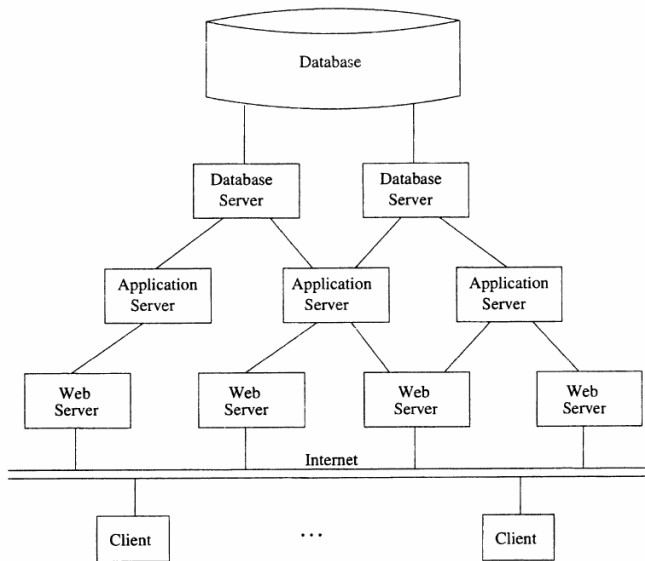 Database
Database
Server
Database
Server
Application
Server
Application
Server
Application
Server
Web
Server
Web
Server
Web
Server
Web
Server
Internet
Client
...
Client